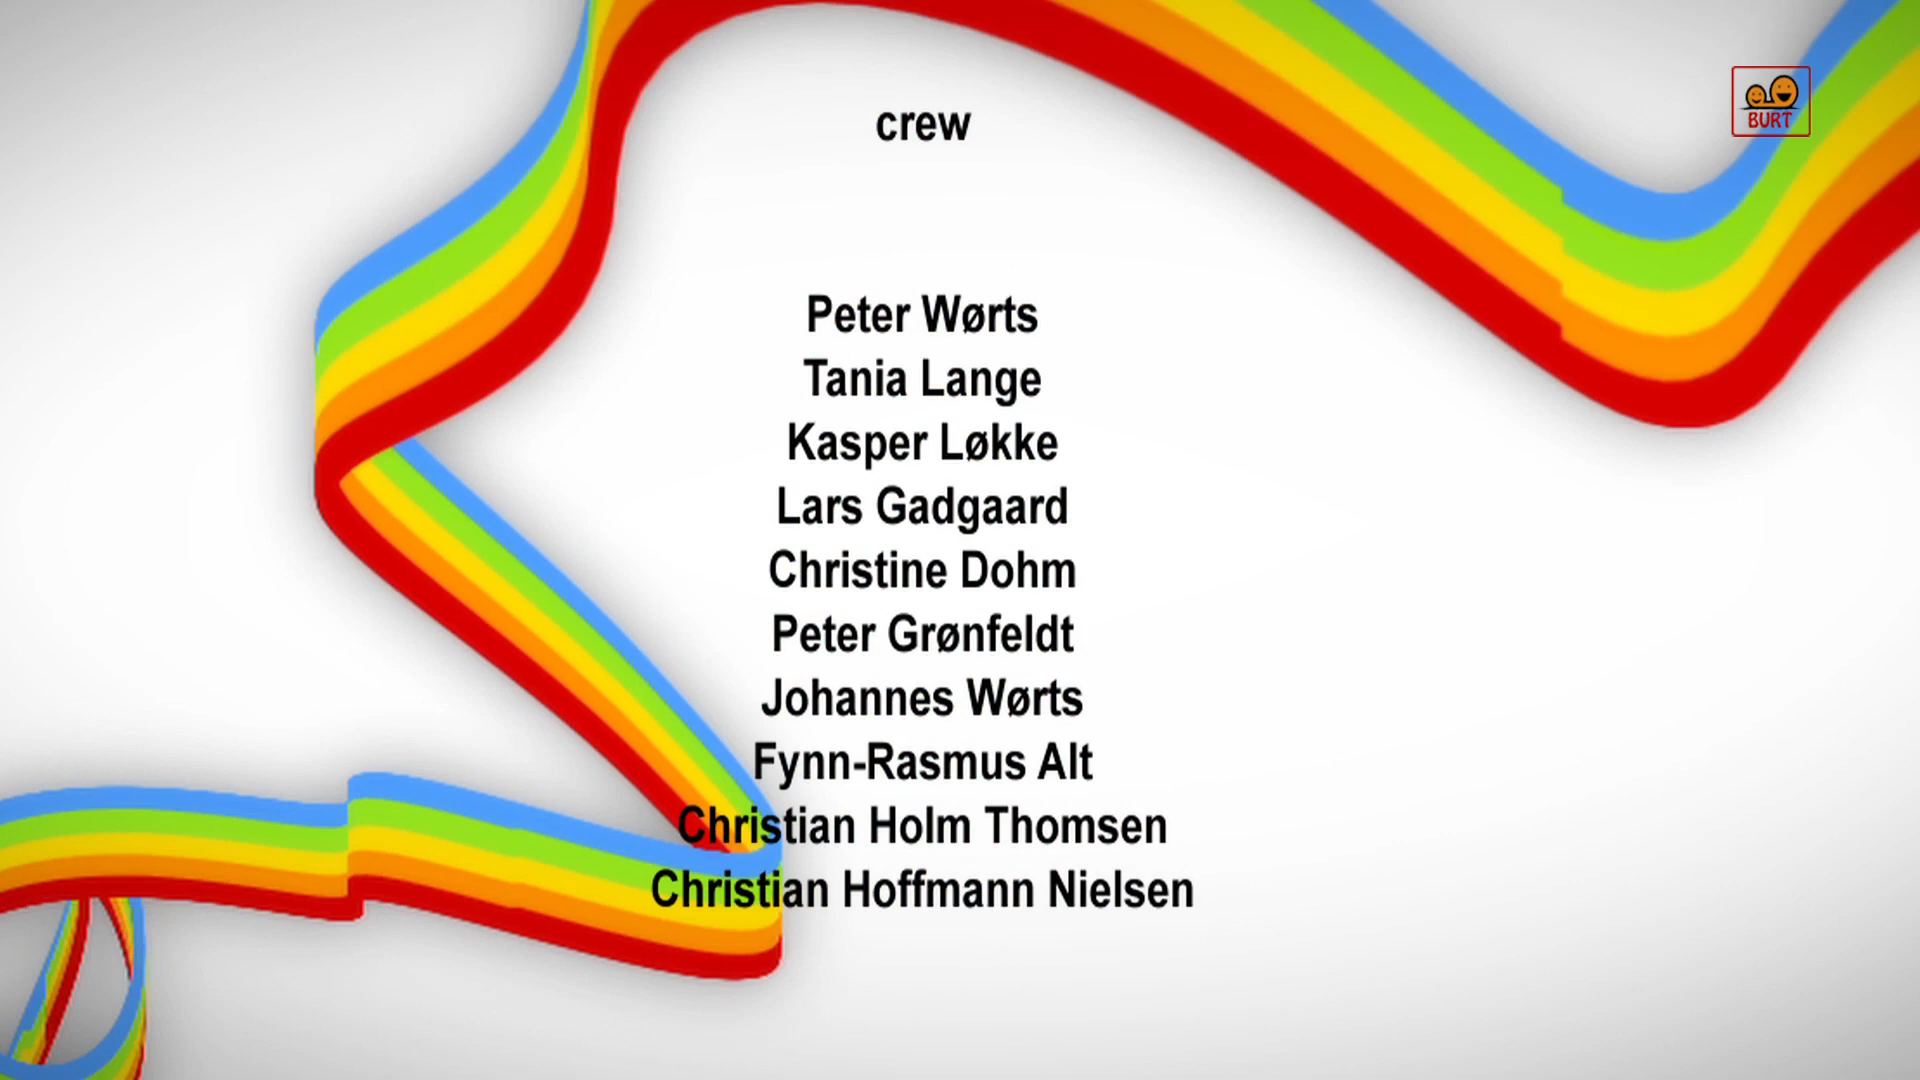 crew
BURT
Peter Wørts
Tania Lange
Kasper Løkke
Lars Gadgaard
Christine Dohm
Peter Grønfeldt
Johannes Wørts
Fynn-Rasmus Alt
Christian Holm Thomsen
Christian Hoffmann Nielsen